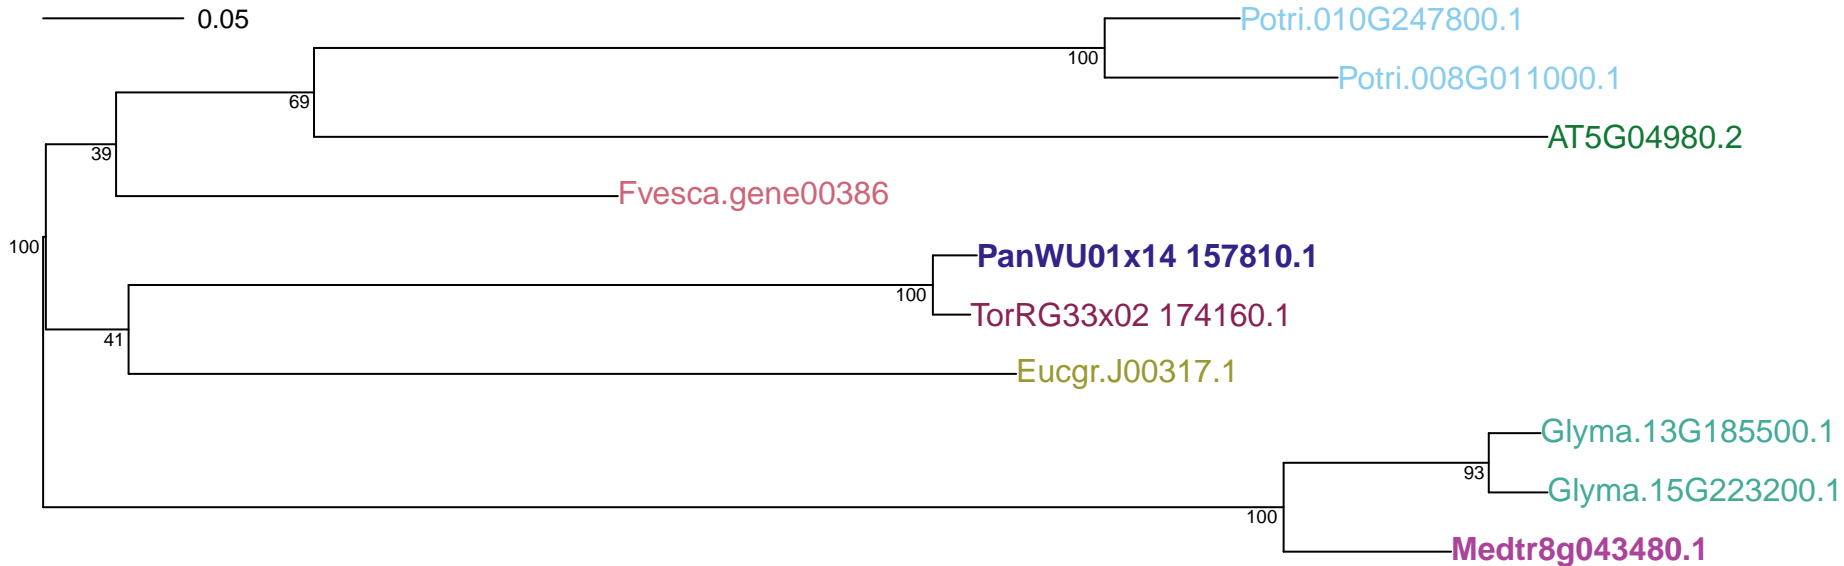 0.05
Potri.010G247800.1
100
Potri.008G011000.1
69
AT5G04980.2
39
Fvesca.gene00386
100
PanWU01x14 157810.1
100
TorRG33x02 174160.1
41
Eucgr.J00317.1
Glyma.13G185500.1
93
Glyma.15G223200.1
100
Medtr8g043480.1